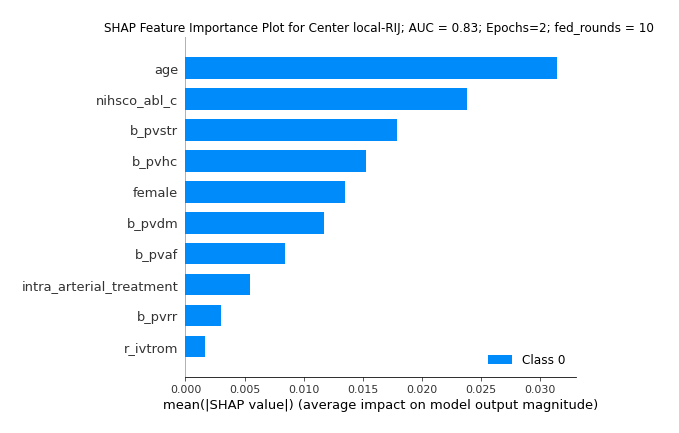 SHAP Feature Importance Plot for Center local-RIJ; AUC = 0.83; Epochs=2; fed_rounds = 10
age
nihsco_abl_c
b_pvstr
b_pvhc
female
b_pvdm
b_pvaf
intra_arterial_treatment
b_pvrr
r_ivtrom
Class 0
0.000 0.005 0.010 0.015 0.020 0.025 0.030
mean(|SHAP value|) (average impact on model output magnitude)